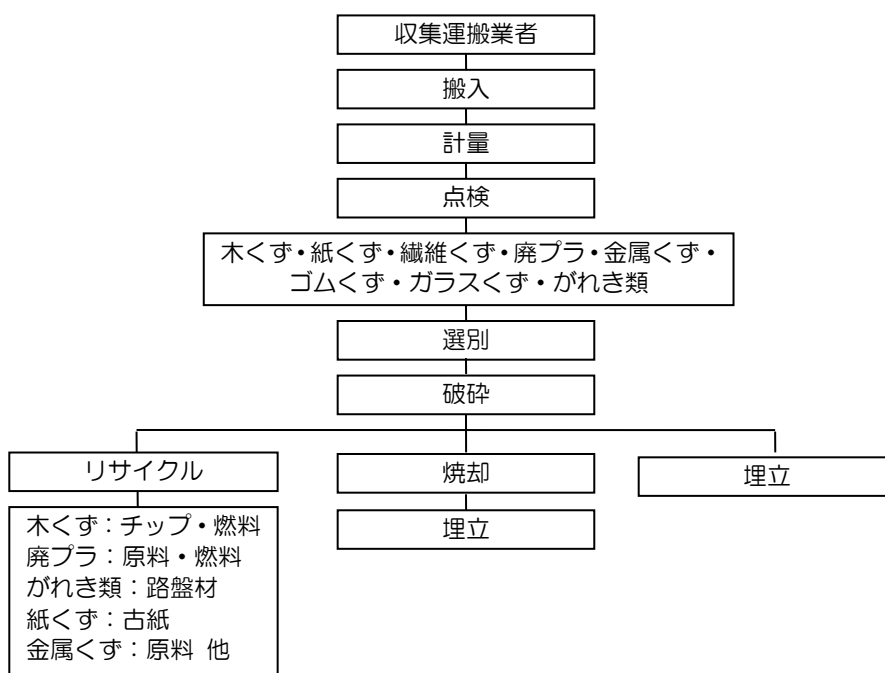 収集運搬業者
搬入
計量
点検
木くず・紙くず・繊維くず・廃プラ・金属くず・
ゴムくず・ガラスくず・がれき類
選別
破砕
リサイクル
焼却
埋立
木くず：チップ・燃料
廃プラ：原料・燃料
がれき類：路盤材
紙くず：古紙
金属くず：原料 他
埋立